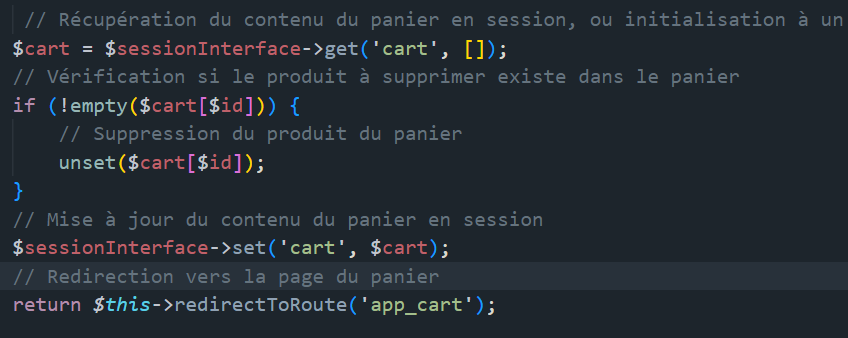 // Récupération du contenu du panier en session, ou initialisation à un
$cart = $sessionInterface->get('cart', []);
// Vérification si le produit à supprimer existe dans le panier
if (!empty($cart[$id])) {
// Suppression du produit du panier
unset($cart[$id]);
}
// Mise à jour du contenu du panier en session
$sessionInterface->set('cart', $cart);
// Redirection vers la page du panier
return $this->redirectToRoute('app_cart');